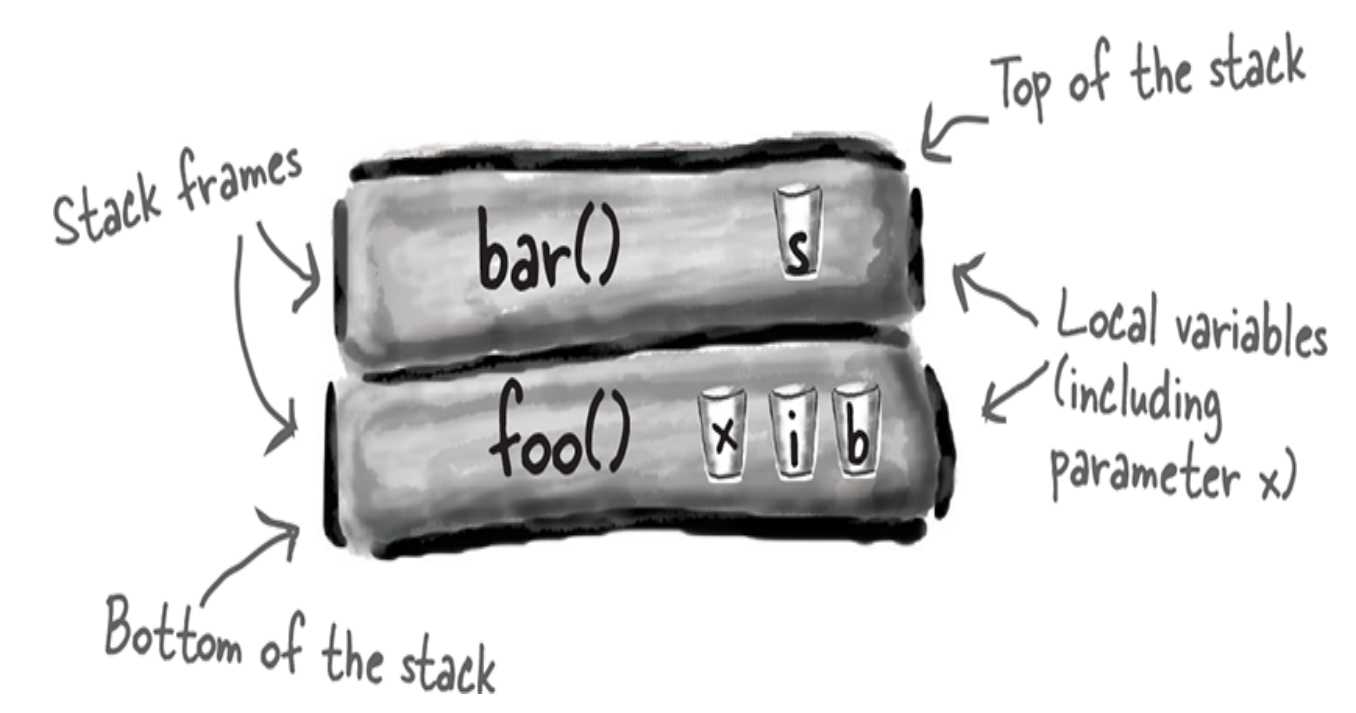 Top of the stack
Stack frames
bar()
s
Local variables
(including
parameter x)
foo()
x i b
Bottom of the stack